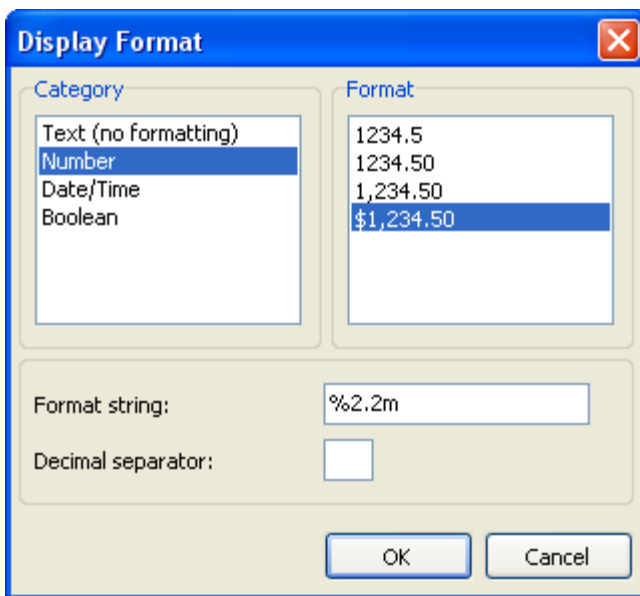 Display Format
Category
Text (no formatting)
Number
Date/Time
Boolean
Format
1234.5
1234.50
1,234.50
$1,234.50
Format string:
%2.2m
Decimal separator:
OK
Cancel